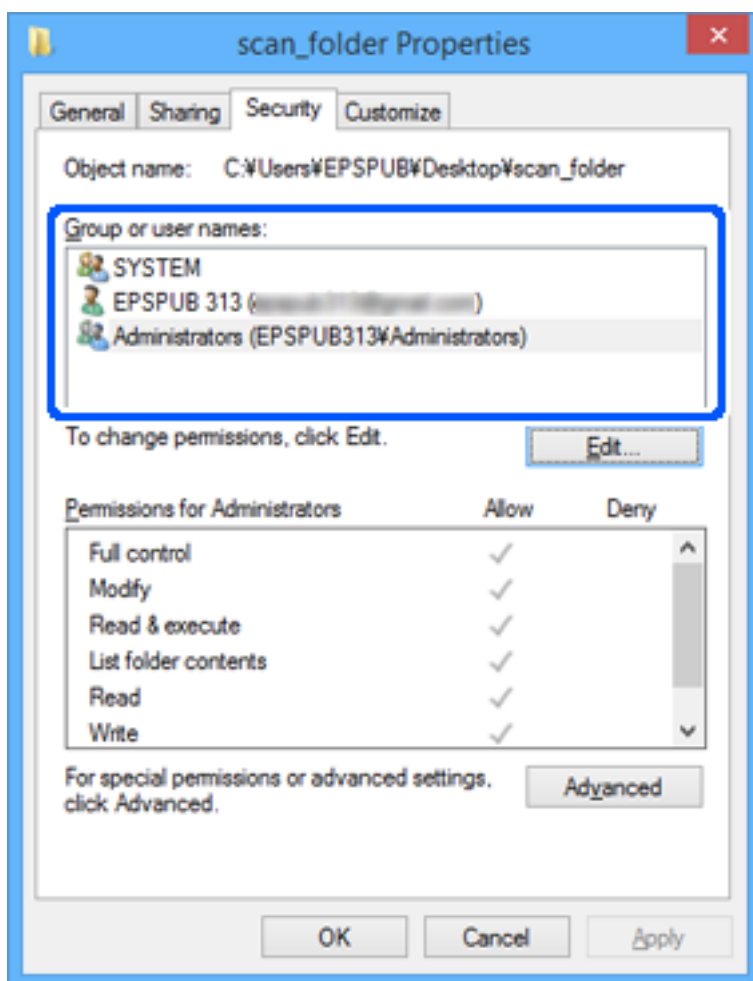 scan_folder Properties
General Sharing Security Customize
Object name: C:¥Users¥EPSPUB¥Desktop¥scan_folder
Group or user names:
SYSTEM
EPSPUB 313 ( )
Administrators (EPSPUB313¥Administrators)
To change permissions, click Edit.
Edit...
Permissions for Administrators Allow Deny
Full control
Modify
Read & execute
List folder contents
Read
Write
For special permissions or advanced settings,
click Advanced.
Advanced
OK Cancel Apply